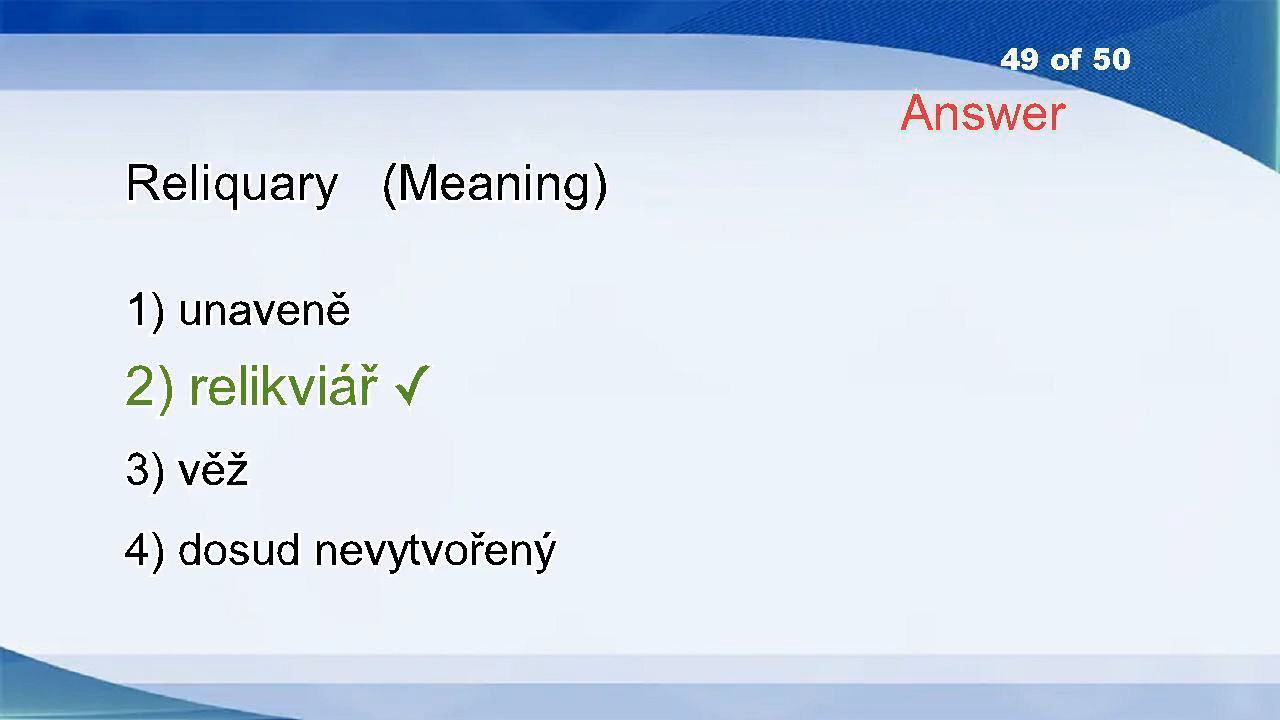 49 of 50
Answer
Reliquary (Meaning)
1) unaveně
2) relikviář ✓
3) věž
4) dosud nevytvořený